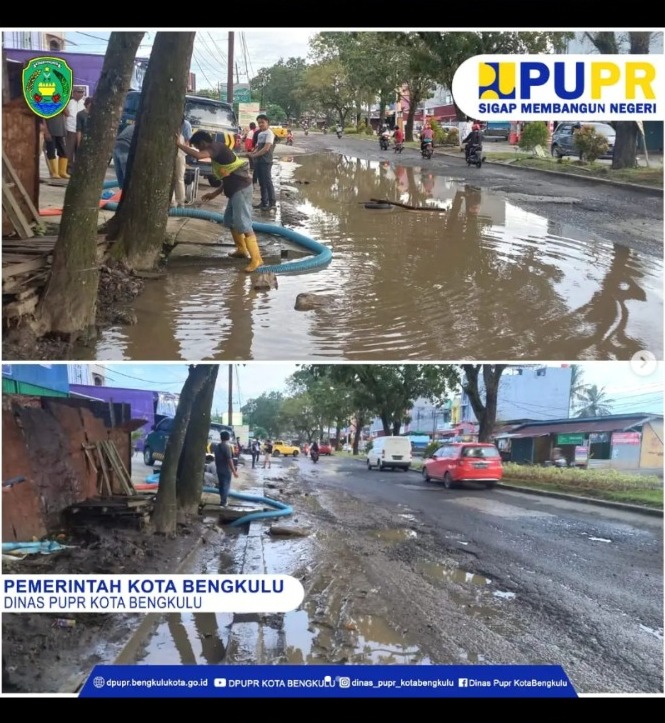 PUPR
SIGAP MEMBANGUN NEGERI
PEMERINTAH KOTA BENGKULU
DINAS PUPR KOTA BENGKULU
dpupr.bengkulukota.go.id DPUPR KOTA BENGKULU dinas_pupr_kotabengkulu Dinas Pupr KotaBengkulu